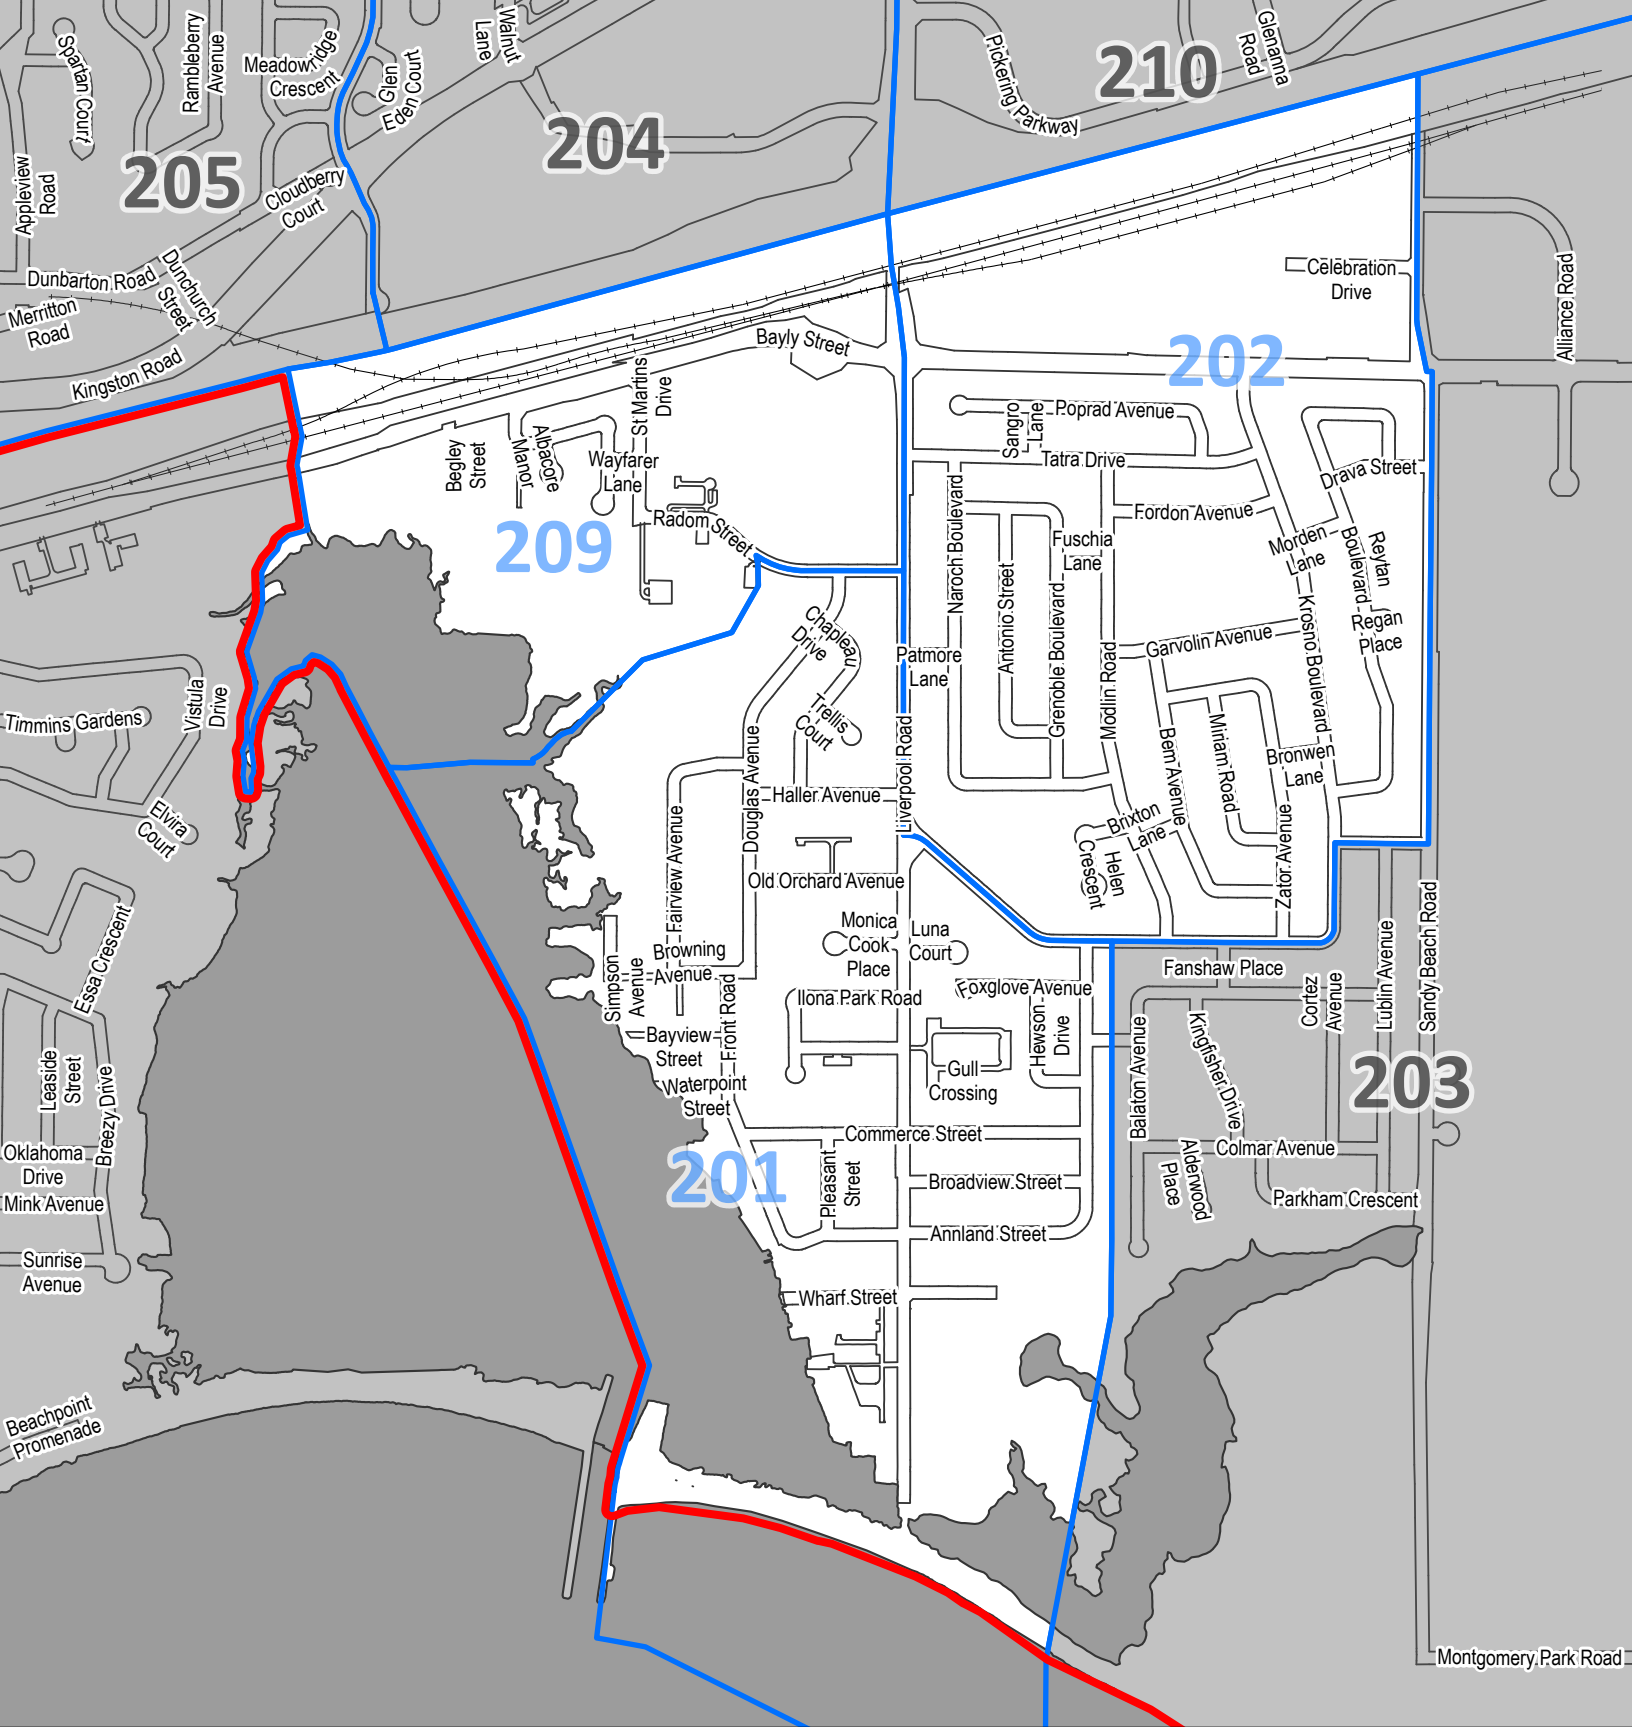 Spartan Court
Rambleberry
Avenue
Meadowridge
Crescent
Glen
Eden Court
Walnut
Lane
Pickering Parkway
210
Glenanna
Road
204
205
Appleview
Road
Cloudberry
Court
Dunbarton Road
Dunchurch
Street
Merritton
Road
Kingston Road
Celebration
Drive
Alliance Road
Bayly Street
202
St Martins
Drive
Begley
Street
Albacore
Manor
Wayfarer
Lane
Radom Street
209
Sangro
Lane
Poprad Avenue
Tatra Drive
Drava Street
Naroch Boulevard
Fordon Avenue
Fuschia
Lane
Morden
Lane
Reytan
Boulevard
Antonio Street
Grenoble Boulevard
Krosno Boulevard
Regan
Place
Garvolin Avenue
Modlin Road
Chapleau
Drive
Patmore
Lane
Trellis
Court
Liverpool Road
Vistula
Drive
Timmins Gardens
Elvira
Court
Douglas Avenue
Haller Avenue
Fairview Avenue
Bem Avenue
Miriam Road
Bronwen
Lane
Brixton
Lane
Helen
Crescent
Zator Avenue
Old Orchard Avenue
Monica
Cook
Place
Luna
Court
Browning
Avenue
Simpson
Avenue
Essa Crescent
Fanshaw Place
Foxglove Avenue
Ilona Park Road
Front Road
Bayview
Street
Hewson
Drive
Gull
Crossing
Cortez
Avenue
Lublin Avenue
Sandy Beach Road
Balaton Avenue
Kingfisher Drive
203
Leaside
Street
Breezy Drive
Waterpoint
Street
Commerce Street
Colmar Avenue
Alderwood
Place
Oklahoma
Drive
Mink Avenue
201
Pleasant
Street
Broadview Street
Parkham Crescent
Annland Street
Sunrise
Avenue
Wharf Street
Beachpoint
Promenade
Montgomery Park Road